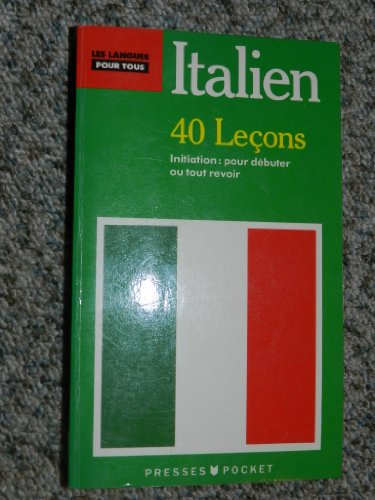 LES LANGUES
POUR TOUS
Italien
40 Leçons
Initiation : pour débuter
ou tout revoir
PRESSES POCKET